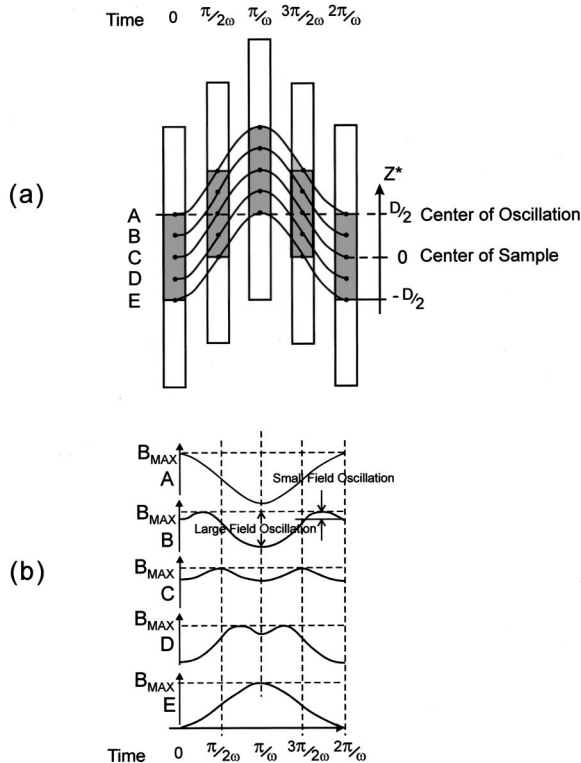 Time 0 π/2ω π/ω 3π/2ω 2π/ω
(a)
Z*
A D/2 Center of Oscillation
B
C 0 Center of Sample
D
E -D/2
(b)
BMAX
A
Small Field Oscillation
BMAX
B
Large Field Oscillation
BMAX
C
BMAX
D
BMAX
E
Time 0 π/2ω π/ω 3π/2ω 2π/ω